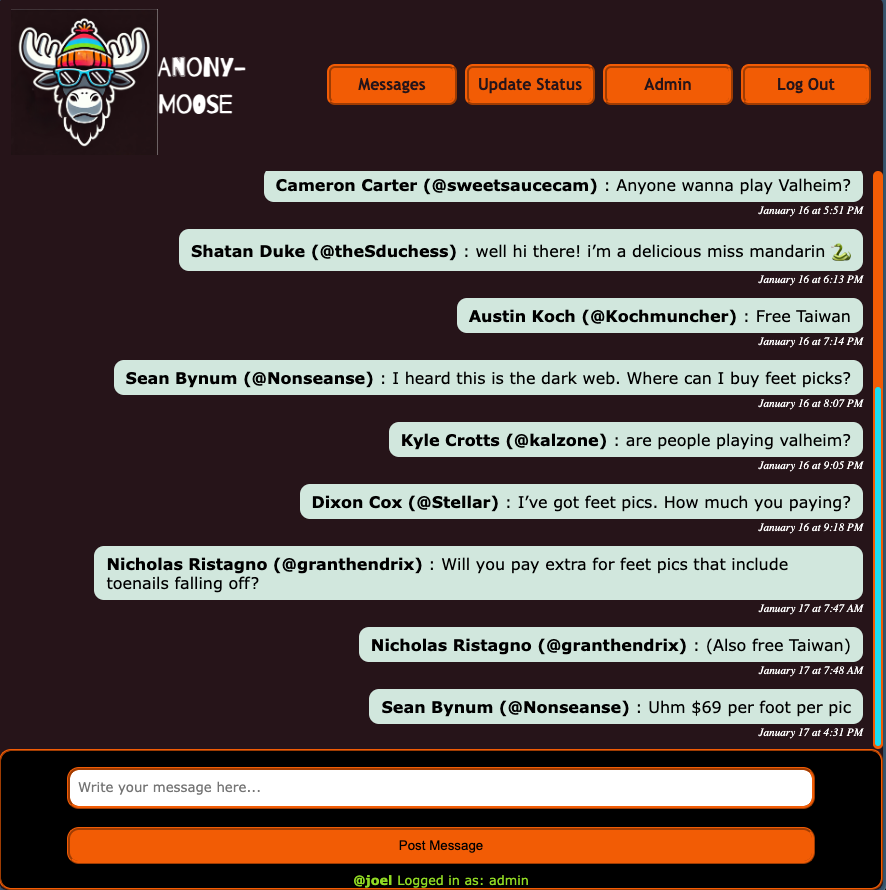 ANONY-
MOOSE
Messages
Update Status
Admin
Log Out
Cameron Carter (@sweetsaucecam) : Anyone wanna play Valheim?
January 16 at 5:51 PM
Shatan Duke (@theSduchess) : well hi there! i’m a delicious miss mandarin 🐍
January 16 at 6:13 PM
Austin Koch (@Kochmuncher) : Free Taiwan
January 16 at 7:14 PM
Sean Bynum (@Nonseanse) : I heard this is the dark web. Where can I buy feet picks?
January 16 at 8:07 PM
Kyle Crotts (@kalzone) : are people playing valheim?
January 16 at 9:05 PM
Dixon Cox (@Stellar) : I’ve got feet pics. How much you paying?
January 16 at 9:18 PM
Nicholas Ristagno (@granthendrix) : Will you pay extra for feet pics that include
toenails falling off?
January 17 at 7:47 AM
Nicholas Ristagno (@granthendrix) : (Also free Taiwan)
January 17 at 7:48 AM
Sean Bynum (@Nonseanse) : Uhm $69 per foot per pic
January 17 at 4:31 PM
Write your message here...
Post Message
@joel Logged in as: admin